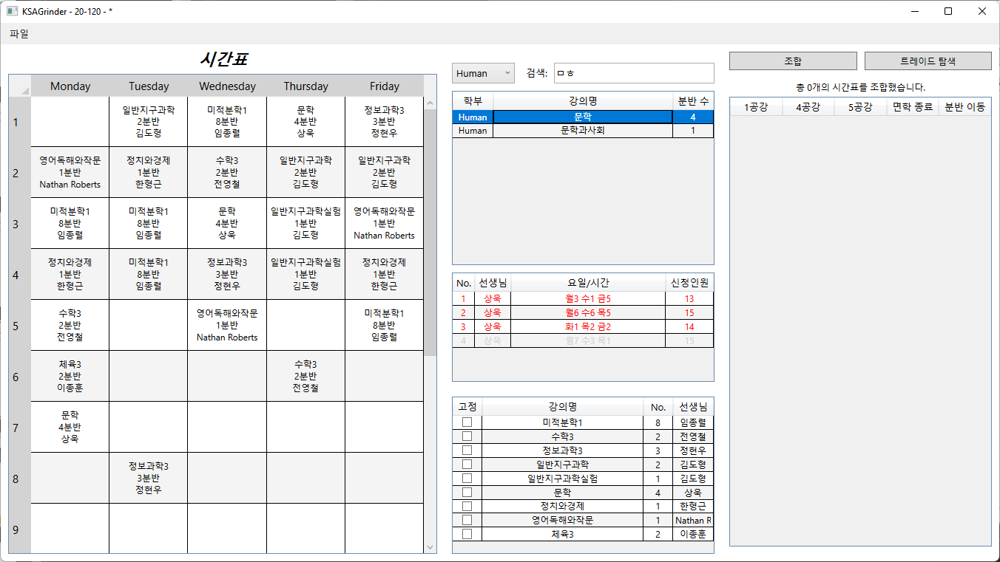 KSAGrinder - 20-120 - *
파일
시간표
Monday Tuesday Wednesday Thursday Friday
1
일반지구과학 미적분학1 문학 정보과학3
2분반 8분반 4분반 3분반
김도형 임종렬 상욱 정현우
2
영어독해와작문 정치와경제 수학3 일반지구과학 일반지구과학
1분반 1분반 2분반 2분반 2분반
Nathan Roberts 한형근 전영철 김도형 김도형
3
미적분학1 미적분학1 문학 일반지구과학실험 영어독해와작문
8분반 8분반 4분반 1분반 1분반
임종렬 임종렬 상욱 김도형 Nathan Roberts
4
정치와경제 미적분학1 정보과학3 일반지구과학실험 정치와경제
1분반 8분반 3분반 1분반 1분반
한형근 임종렬 정현우 김도형 한형근
5
수학3 영어독해와작문 미적분학1
2분반 1분반 8분반
전영철 Nathan Roberts 임종렬
6
체육3 수학3
2분반 2분반
이종훈 전영철
7
문학
4분반
상욱
8
정보과학3
3분반
정현우
9
Human 검색: ㅁㅎ
학부 강의명 분반 수
Human 문학 4
Human 문학과사회 1
No. 선생님 요일/시간 신청인원
1 상욱 월3 수1 금5 13
2 상욱 월6 수6 목5 15
3 상욱 화1 목2 금2 14
4 상욱 월7 수3 목1 15
고정 강의명 No. 선생님
미적분학1 8 임종렬
수학3 2 전영철
정보과학3 3 정현우
일반지구과학 2 김도형
일반지구과학실험 1 김도형
문학 4 상욱
정치와경제 1 한형근
영어독해와작문 1 Nathan R
체육3 2 이종훈
조합 트레이드 탐색
총 0개의 시간표를 조합했습니다.
1공강 4공강 5공강 면학 종료 분반 이동